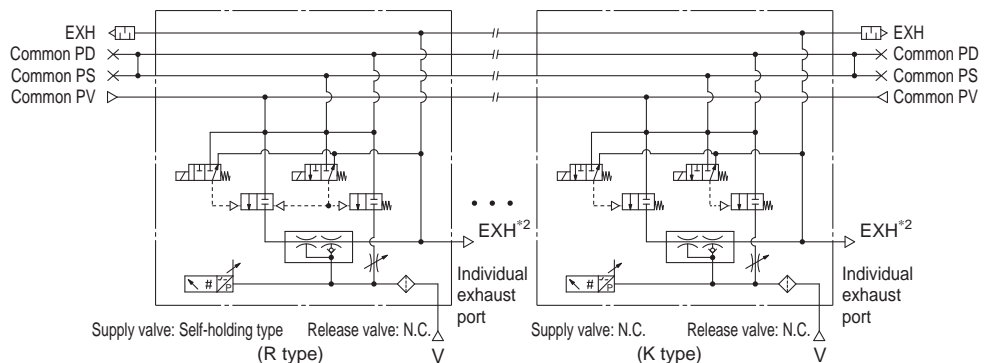 EXH EXH
Common PD Common PD
Common PS Common PS
Common PV Common PV
EXH*2 EXH*2
Individual exhaust port
Individual exhaust port
# P # P
Supply valve: Self-holding type Release valve: N.C. V
(R type)
Supply valve: N.C. Release valve: N.C. V
(K type)